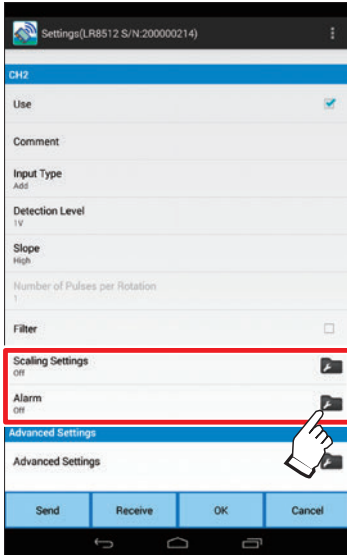 Settings(LR8512 S/N:200000214)
CH2
Use
Comment
Input Type
Add
Detection Level
1V
Slope
High
Number of Pulses per Rotation
1
Filter
Scaling Settings
Off
Alarm
Off
Advanced Settings
Advanced Settings
Send Receive OK Cancel